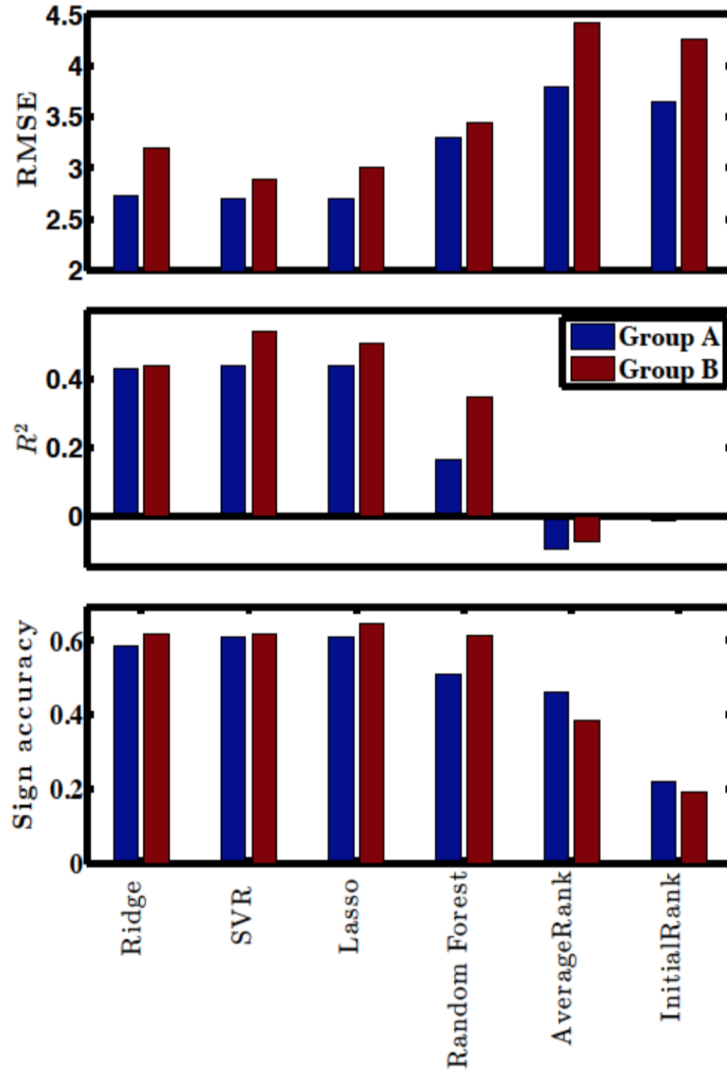 RMSE
4.5
4
3.5
3
2.5
2
R²
0.4
0.2
0
Group A
Group B
Sign accuracy
0.6
0.4
0.2
0
Ridge
SVR
Lasso
Random Forest
AverageRank
InitialRank